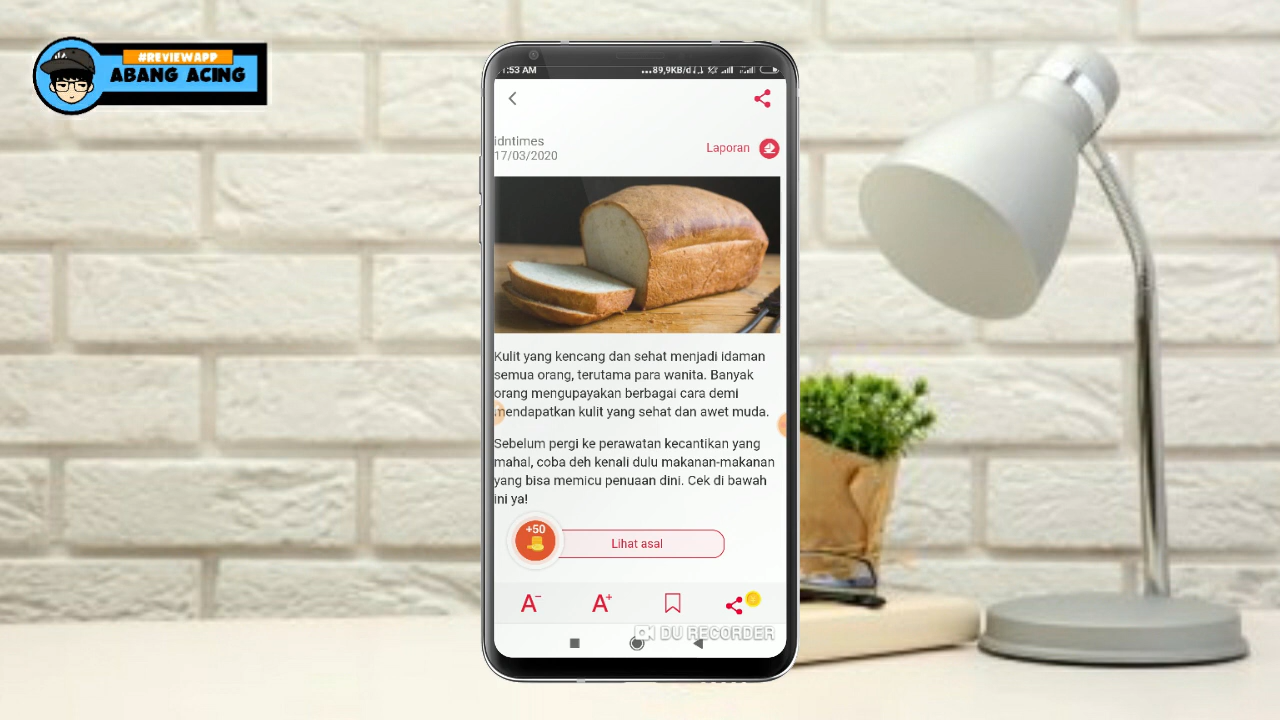 #REVIEWAPP
ABANG ACING
:53 AM
...89,9KB/d
idntimes
17/03/2020
Laporan
Kulit yang kencang dan sehat menjadi idaman
semua orang, terutama para wanita. Banyak
orang mengupayakan berbagai cara demi
mendapatkan kulit yang sehat dan awet muda.
Sebelum pergi ke perawatan kecantikan yang
mahal, coba deh kenali dulu makanan-makanan
yang bisa memicu penuaan dini. Cek di bawah
ini ya!
+50
Lihat asal
A-
A+
DU RECORDER